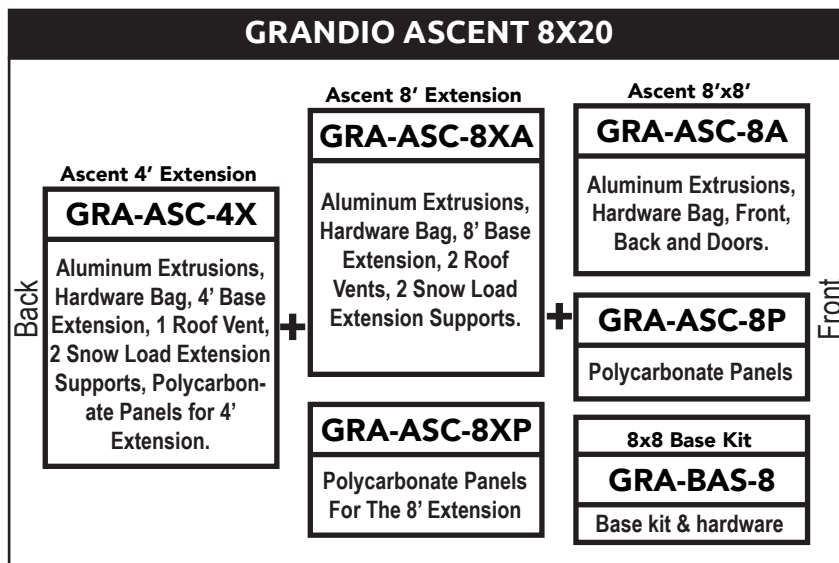 GRANDIO ASCENT 8X20
Back
Ascent 4’ Extension
GRA-ASC-4X
Aluminum Extrusions,
Hardware Bag, 4’ Base
Extension, 1 Roof Vent,
2 Snow Load Extension
Supports, Polycarbon-
ate Panels for 4’
Extension.
+
Ascent 8’ Extension
GRA-ASC-8XA
Aluminum Extrusions,
Hardware Bag, 8’ Base
Extension, 2 Roof
Vents, 2 Snow Load
Extension Supports.
GRA-ASC-8XP
Polycarbonate Panels
For The 8’ Extension
+
Ascent 8’x8’
GRA-ASC-8A
Aluminum Extrusions,
Hardware Bag, Front,
Back and Doors.
GRA-ASC-8P
Polycarbonate Panels
8x8 Base Kit
GRA-BAS-8
Base kit & hardware
Front